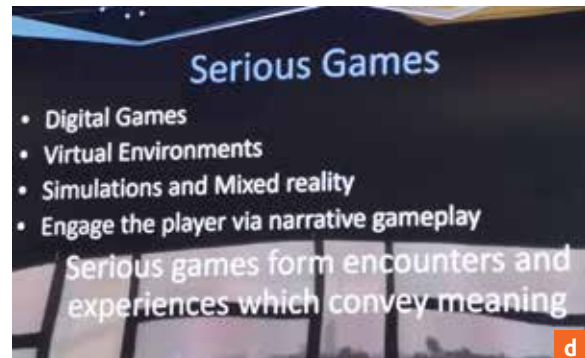 Serious Games
• Digital Games
• Virtual Environments
• Simulations and Mixed reality
• Engage the player via narrative gameplay
Serious games form encounters and
experiences which convey meaning
d